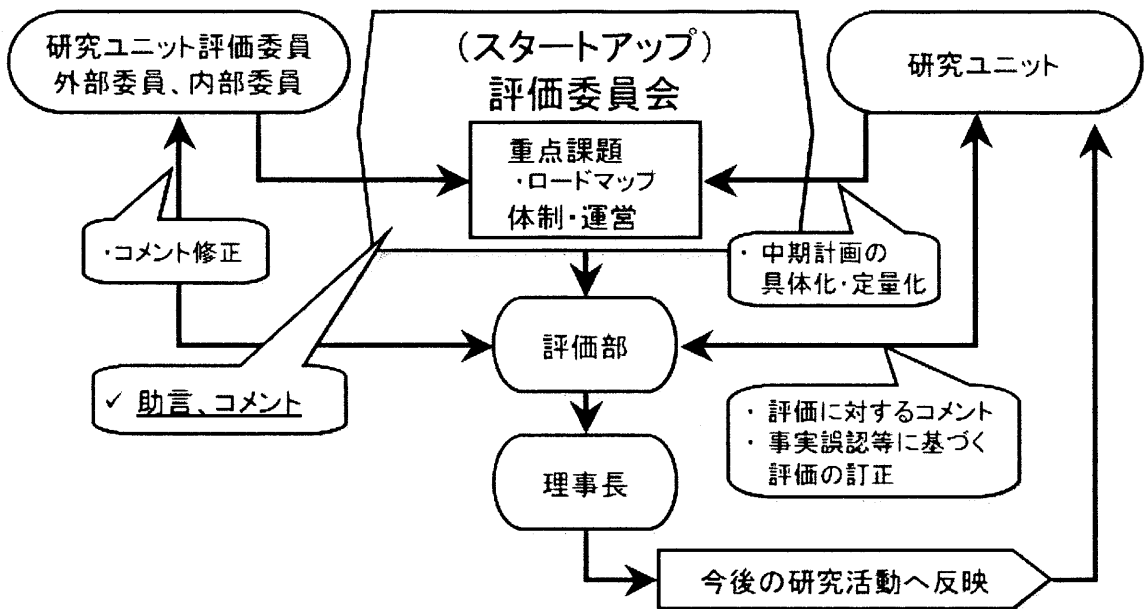 研究ユニット評価委員
外部委員、内部委員
（スタートアップ）
評価委員会
研究ユニット
重点課題
・ロードマップ
体制・運営
・コメント修正
・ 中期計画の
具体化・定量化
評価部
✓ 助言、コメント
・ 評価に対するコメント
・ 事実誤認等に基づく
評価の訂正
理事長
今後の研究活動へ反映